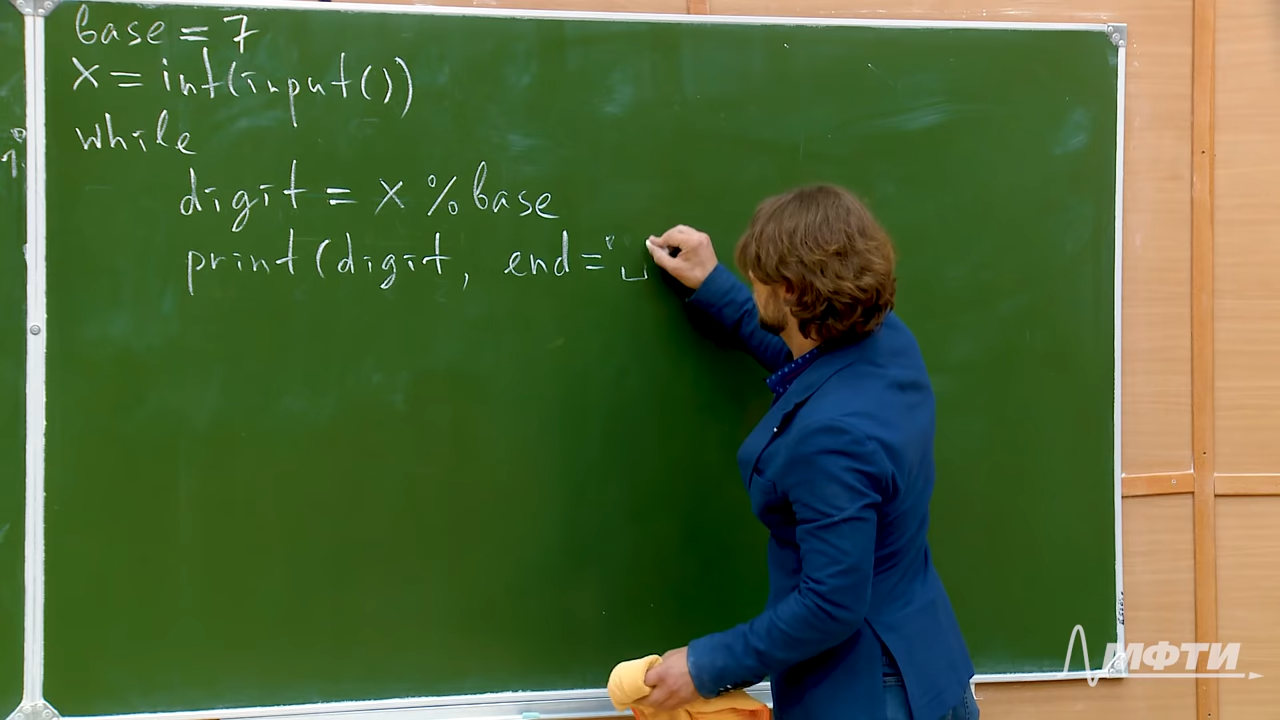 base = 7
x = int(input())
while
digit = x % base
print(digit, end='␣
МФТИ